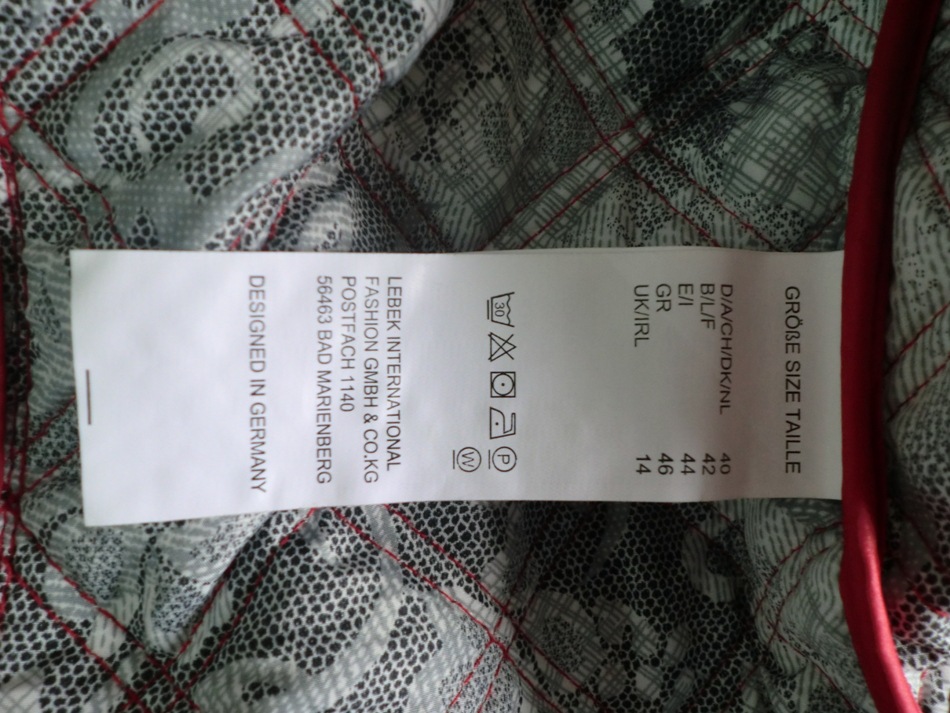 GRÖßE SIZE TAILLE
D/A/CH/DK/NL 40
B/L/F 42
E/I 44
GR 46
UK/IRL 14
30 P
W
LEBEK INTERNATIONAL
FASHION GMBH & CO.KG
POSTFACH 1140
56463 BAD MARIENBERG
DESIGNED IN GERMANY